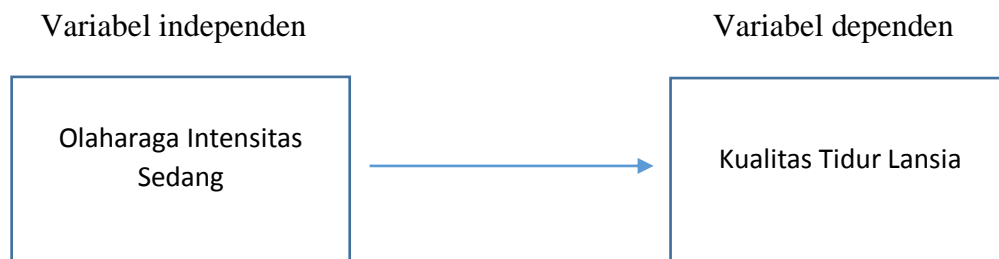 Variabel independen
Variabel dependen
Olaharaga Intensitas
Sedang
Kualitas Tidur Lansia